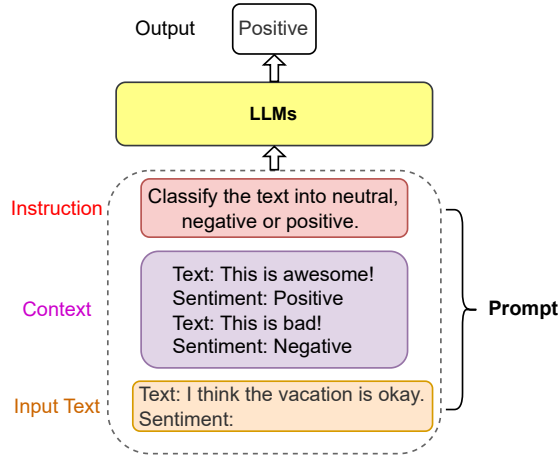 Output
Positive
LLMs
Instruction
Classify the text into neutral,
negative or positive.
Context
Text: This is awesome!
Sentiment: Positive
Text: This is bad!
Sentiment: Negative
Prompt
Input Text
Text: I think the vacation is okay.
Sentiment: